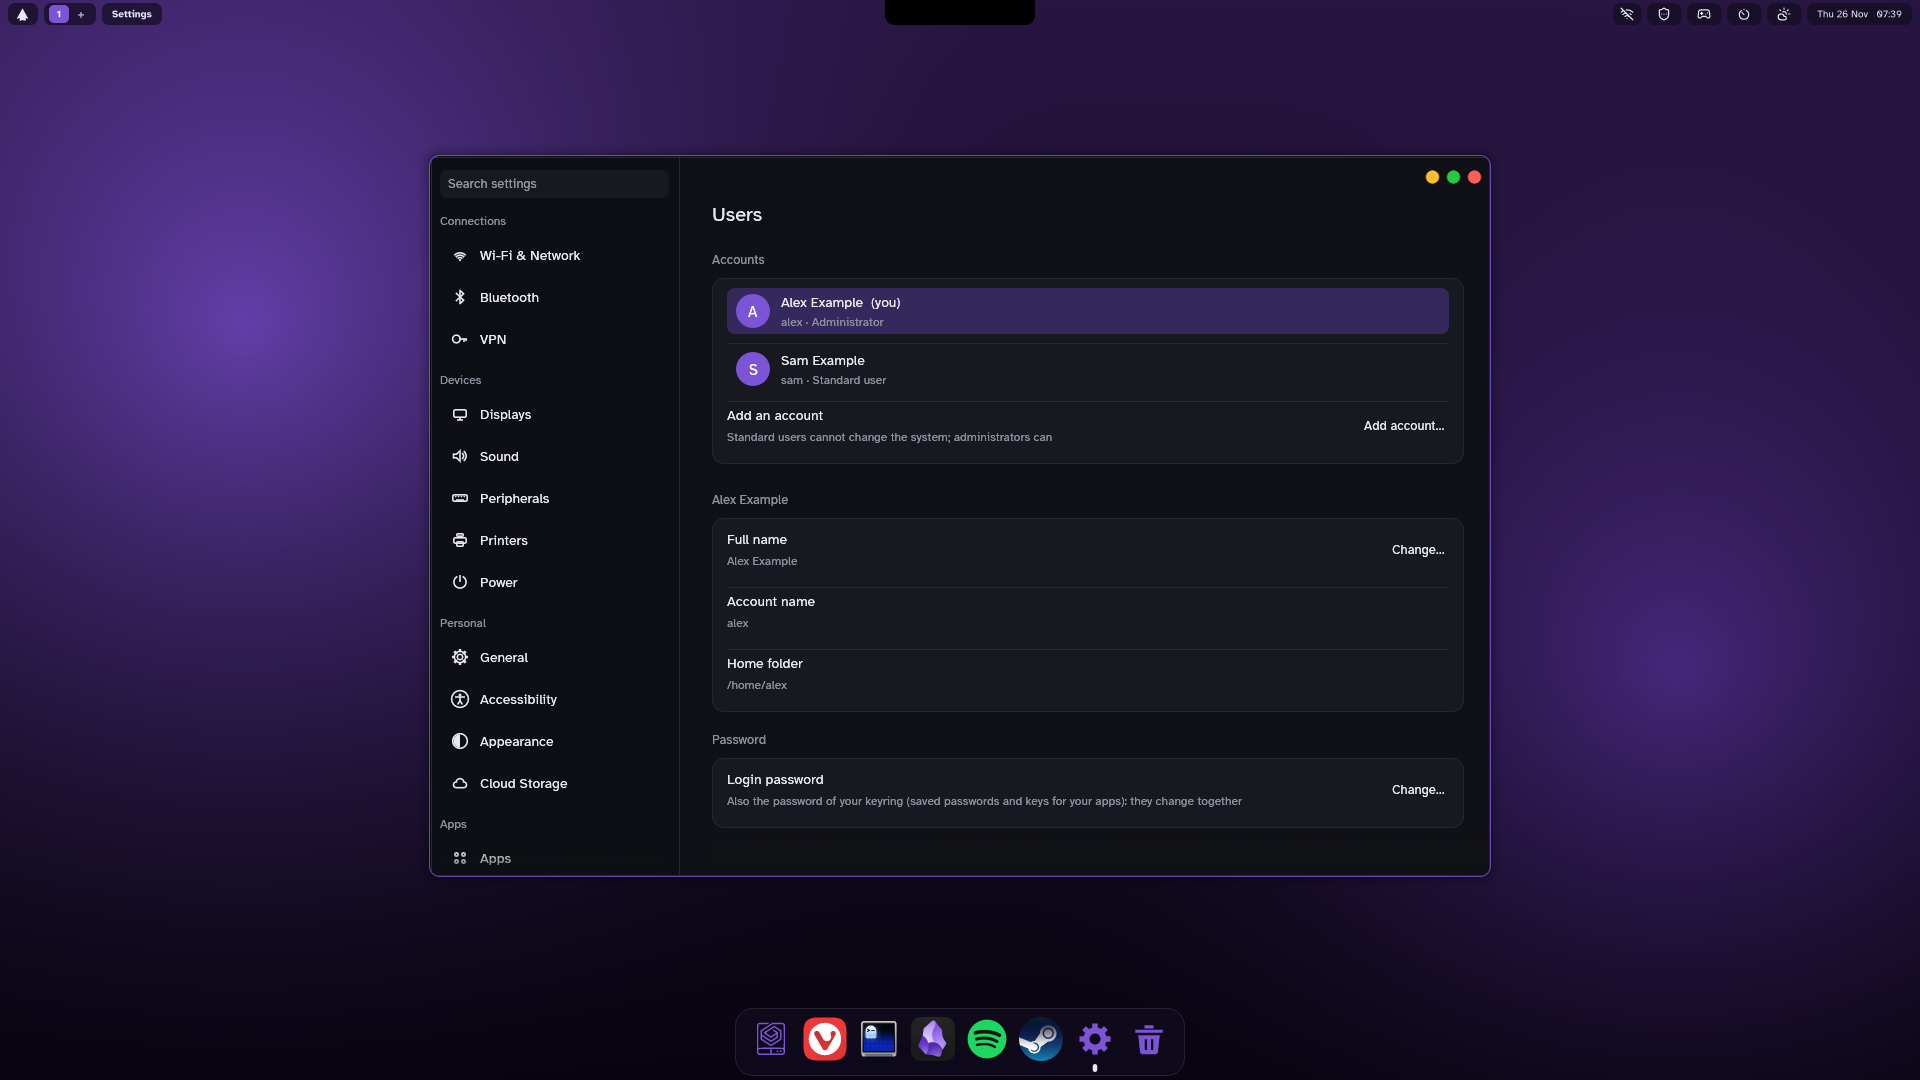 1 + Settings
Thu 26 Nov 07:39
Search settings
Connections
Wi-Fi & Network
Bluetooth
VPN
Devices
Displays
Sound
Peripherals
Printers
Power
Personal
General
Accessibility
Appearance
Cloud Storage
Apps
Apps
Users
Accounts
A
Alex Example (you)
alex · Administrator
S
Sam Example
sam · Standard user
Add an account
Standard users cannot change the system; administrators can
Add account...
Alex Example
Full name
Alex Example
Change...
Account name
alex
Home folder
/home/alex
Password
Login password
Also the password of your keyring (saved passwords and keys for your apps): they change together
Change...